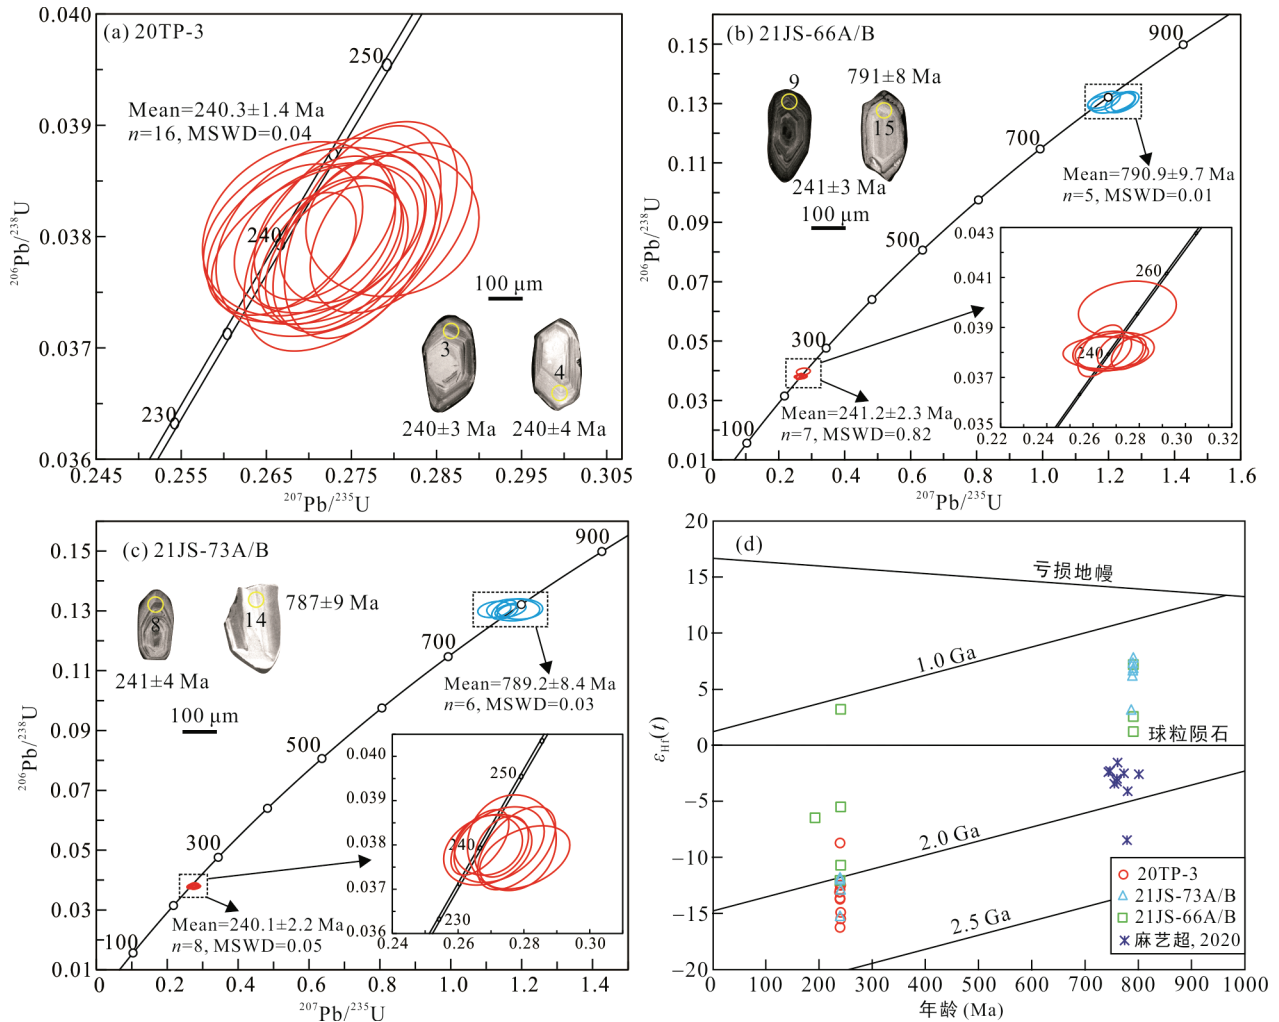 (a) 20TP-3
0.040
0.039
0.038
0.037
0.036
²⁰⁶Pb/²³⁸U
250
240
230
Mean=240.3±1.4 Ma
n=16, MSWD=0.04
100 μm
3
4
240±3 Ma
240±4 Ma
0.245
0.255
0.265
0.275
0.285
0.295
0.305
²⁰⁷Pb/²³⁵U
(b) 21JS-66A/B
0.15
0.13
0.11
0.09
0.07
0.05
0.03
0.01
²⁰⁶Pb/²³⁸U
900
700
500
300
100
9
791±8 Ma
15
241±3 Ma
100 μm
Mean=790.9±9.7 Ma
n=5, MSWD=0.01
Mean=241.2±2.3 Ma
n=7, MSWD=0.82
0.043
0.041
0.039
0.037
0.035
260
240
0.22
0.24
0.26
0.28
0.30
0.32
0
0.2
0.4
0.6
0.8
1.0
1.2
1.4
1.6
²⁰⁷Pb/²³⁵U
(c) 21JS-73A/B
0.15
0.13
0.11
0.09
0.07
0.05
0.03
0.01
²⁰⁶Pb/²³⁸U
900
700
500
300
100
8
14
787±9 Ma
241±4 Ma
100 μm
Mean=789.2±8.4 Ma
n=6, MSWD=0.03
Mean=240.1±2.2 Ma
n=8, MSWD=0.05
0.040
0.039
0.038
0.037
0.036
250
240
230
0.24
0.26
0.28
0.30
0
0.2
0.4
0.6
0.8
1.0
1.2
1.4
²⁰⁷Pb/²³⁵U
(d)
20
15
10
5
0
−5
−10
−15
−20
εHf(t)
亏损地幔
1.0 Ga
球粒陨石
2.0 Ga
2.5 Ga
20TP-3
21JS-73A/B
21JS-66A/B
麻艺超, 2020
0
100
200
300
400
500
600
700
800
900
1000
年龄 (Ma)